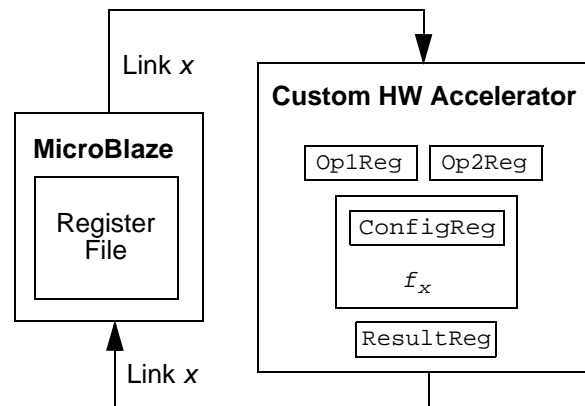 Link x
Custom HW Accelerator
MicroBlaze
Op1Reg Op2Reg
Register
File
ConfigReg
fx
ResultReg
Link x